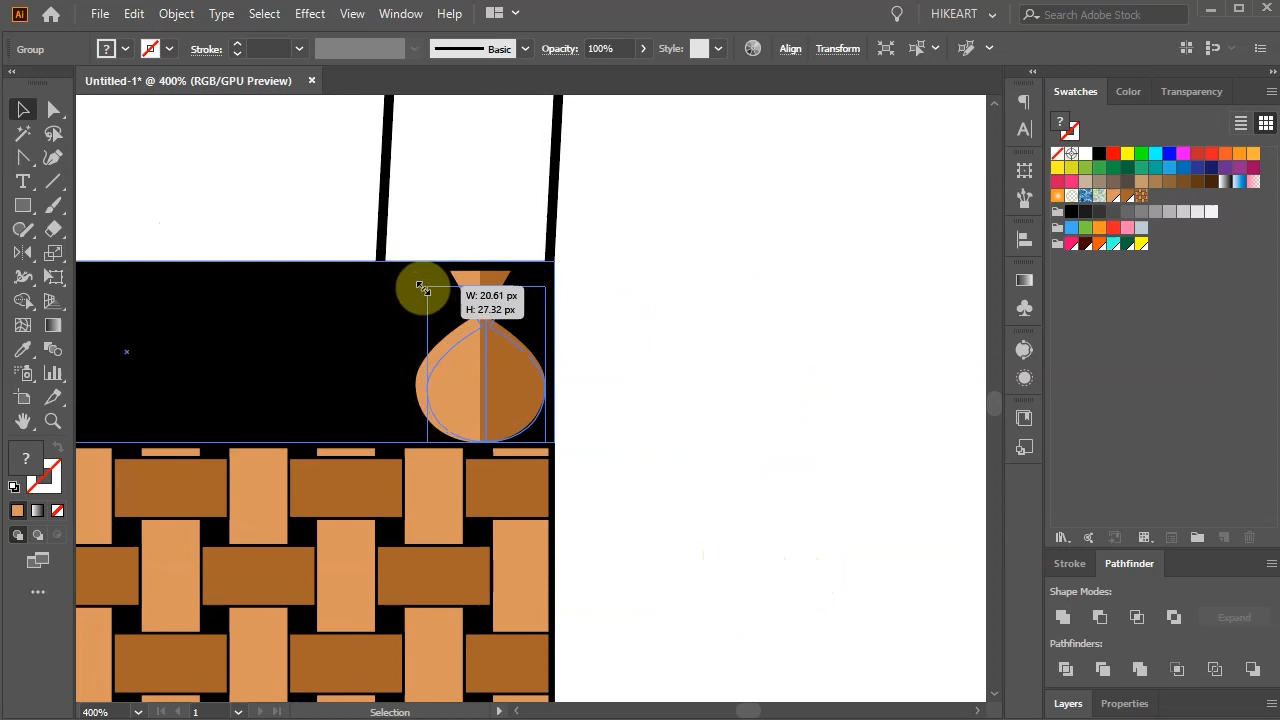 Ai
File Edit Object Type Select Effect View Window Help
HIKEART
Search Adobe Stock
Group
?
Stroke:
Basic
Opacity: 100%
Style:
Align
Transform
Untitled-1* @ 400% (RGB/GPU Preview)
W: 20.61 px
H: 27.32 px
?
400%
1
Selection
Swatches Color Transparency
?
Stroke Pathfinder
Shape Modes:
Expand
Pathfinders:
Layers Properties